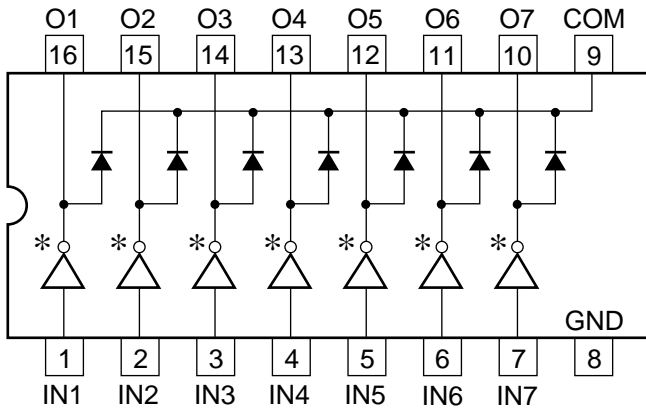 O1 O2 O3 O4 O5 O6 O7 COM
16 15 14 13 12 11 10 9
* * * * * * *
GND
1 2 3 4 5 6 7 8
IN1 IN2 IN3 IN4 IN5 IN6 IN7